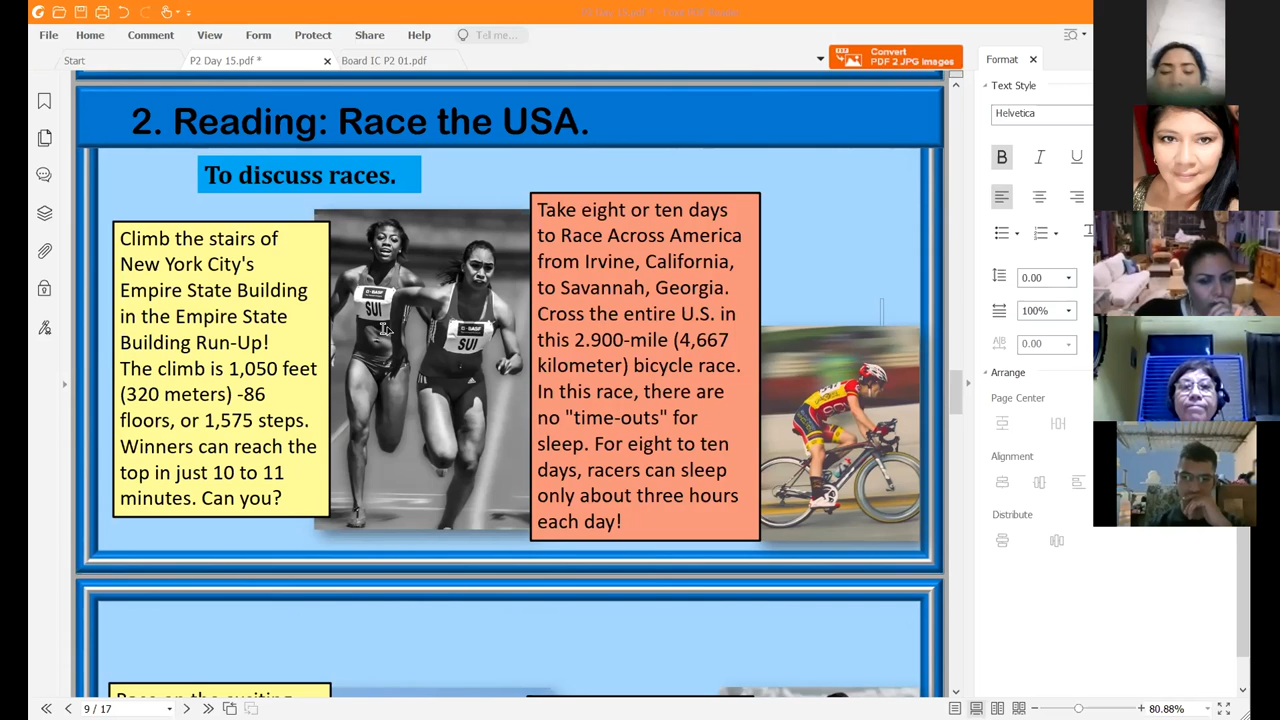 File Home Comment View Form Protect Share Help Tell me...
Convert
PDF 2 JPG Images
Start P2 Day 15.pdf * Board IC P2 01.pdf
Format
Text Style
Helvetica
B I U
0.00
100%
0.00
Arrange
Page Center
Alignment
Distribute
2. Reading: Race the USA.
To discuss races.
Climb the stairs of
New York City's
Empire State Building
in the Empire State
Building Run-Up!
The climb is 1,050 feet
(320 meters) -86
floors, or 1,575 steps.
Winners can reach the
top in just 10 to 11
minutes. Can you?
BASF
SUI
BASF
SUI
Take eight or ten days
to Race Across America
from Irvine, California,
to Savannah, Georgia.
Cross the entire U.S. in
this 2.900-mile (4,667
kilometer) bicycle race.
In this race, there are
no "time-outs" for
sleep. For eight to ten
days, racers can sleep
only about three hours
each day!
9 / 17
80.88%